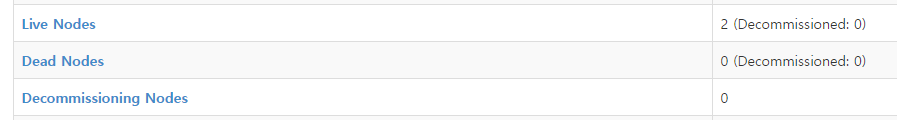 Live Nodes 2 (Decommissioned: 0)
Dead Nodes 0 (Decommissioned: 0)
Decommissioning Nodes 0